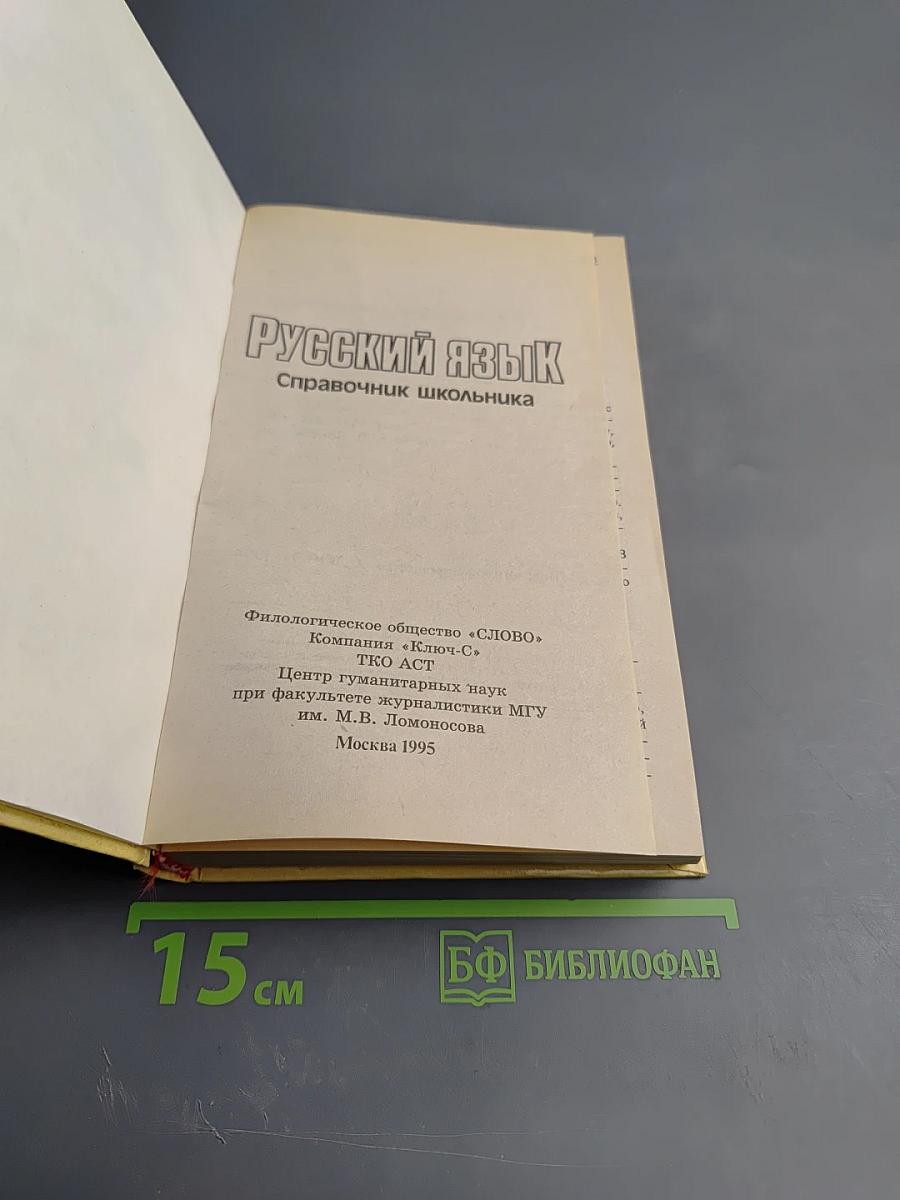 Русский язык
Справочник школьника
Филологическое общество «СЛОВО»
Компания «Ключ-С»
ТКО АСТ
Центр гуманитарных наук
при факультете журналистики МГУ
им. М.В. Ломоносова
Москва 1995
15 см
БФ БИБЛИОФАН